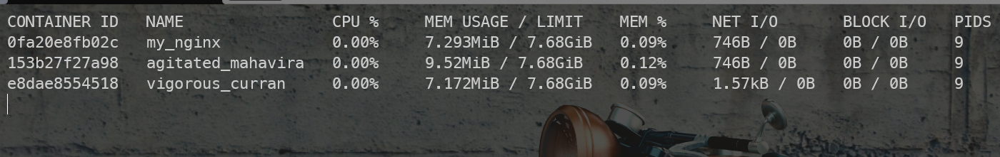 CONTAINER ID NAME CPU % MEM USAGE / LIMIT MEM % NET I/O BLOCK I/O PIDS
0fa20e8fb02c my_nginx 0.00% 7.293MiB / 7.68GiB 0.09% 746B / 0B 0B / 0B 9
153b27f27a98 agitated_mahavira 0.00% 9.52MiB / 7.68GiB 0.12% 746B / 0B 0B / 0B 9
e8dae8554518 vigorous_curran 0.00% 7.172MiB / 7.68GiB 0.09% 1.57kB / 0B 0B / 0B 9